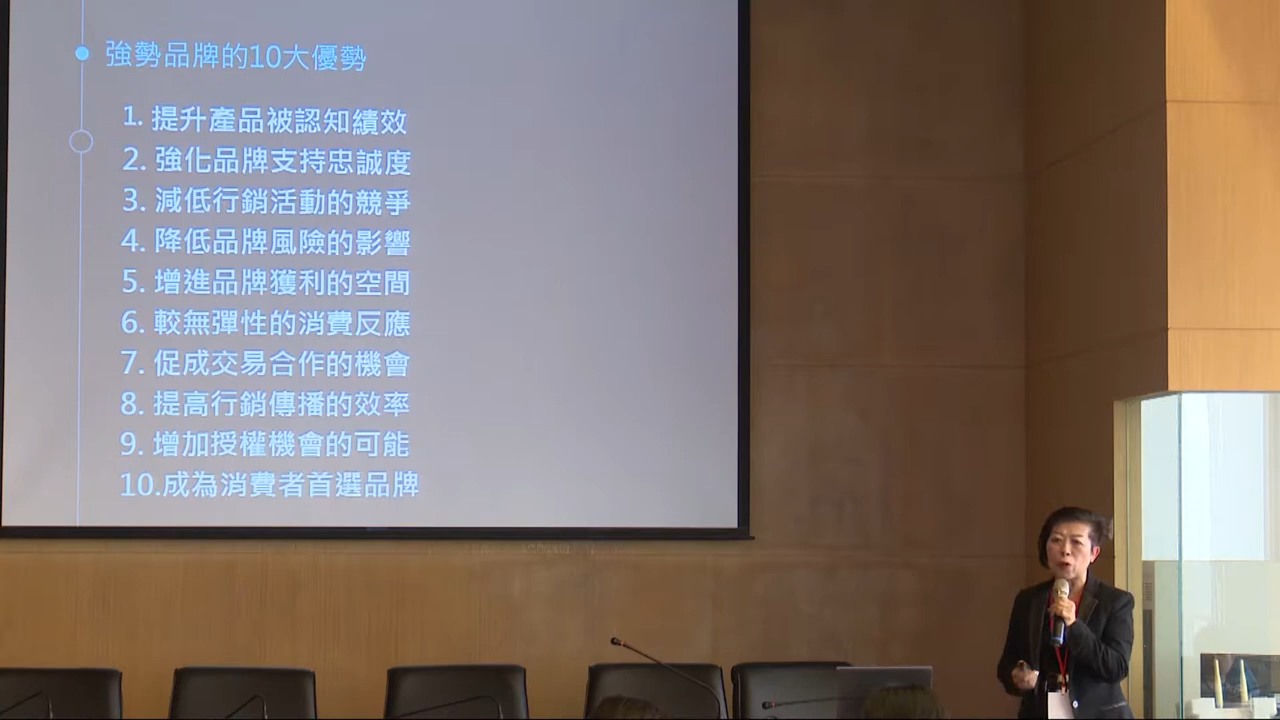 強勢品牌的10大優勢
1. 提升產品被認知績效
2. 強化品牌支持忠誠度
3. 減低行銷活動的競爭
4. 降低品牌風險的影響
5. 增進品牌獲利的空間
6. 較無彈性的消費反應
7. 促成交易合作的機會
8. 提高行銷傳播的效率
9. 增加授權機會的可能
10.成為消費者首選品牌